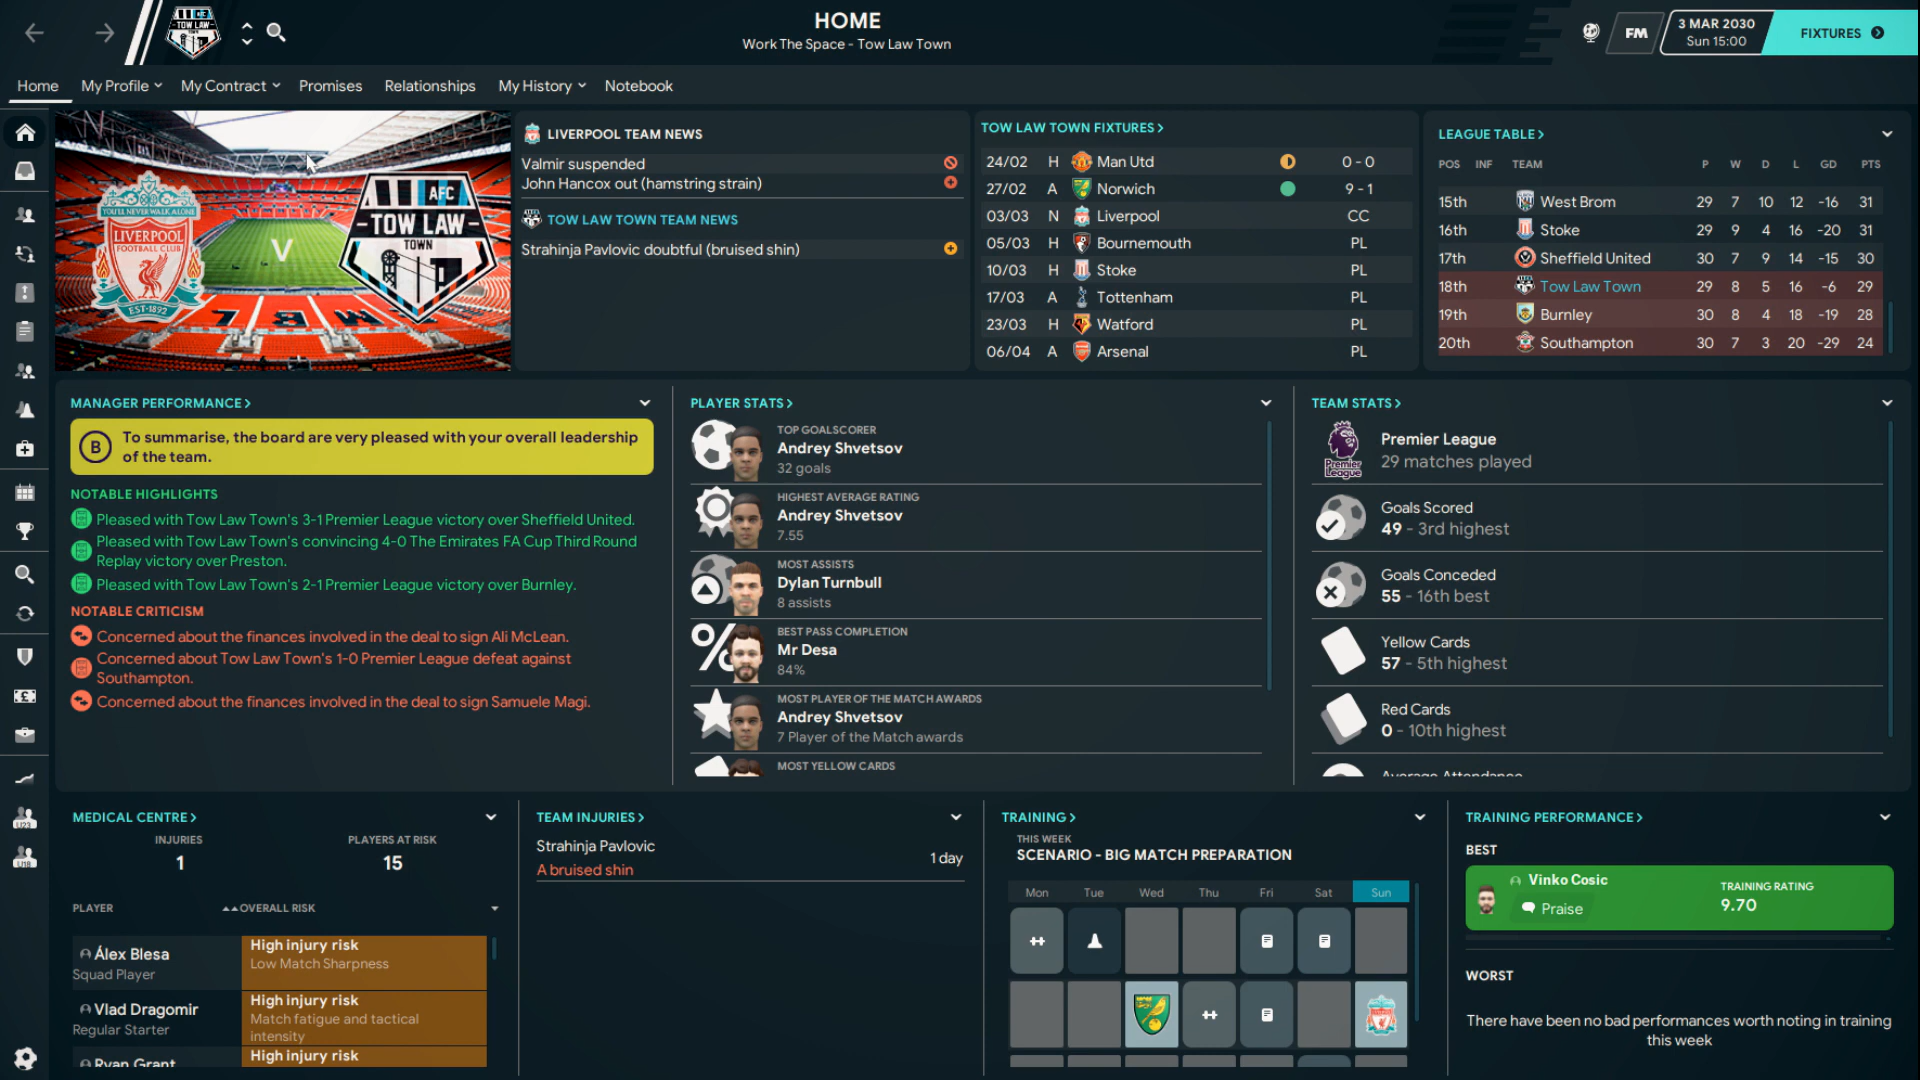 HOME
Work The Space - Tow Law Town
FM
3 MAR 2030
Sun 15:00
FIXTURES
Home
My Profile
My Contract
Promises
Relationships
My History
Notebook
YOU'LL NEVER WALK ALONE
LIVERPOOL
FOOTBALL CLUB
EST·1892
V
AFC
TOW LAW
TOWN
LIVERPOOL TEAM NEWS
Valmir suspended
John Hancox out (hamstring strain)
TOW LAW TOWN TEAM NEWS
Strahinja Pavlovic doubtful (bruised shin)
TOW LAW TOWN FIXTURES
24/02 H Man Utd 0 - 0
27/02 A Norwich 9 - 1
03/03 N Liverpool CC
05/03 H Bournemouth PL
10/03 H Stoke PL
17/03 A Tottenham PL
23/03 H Watford PL
06/04 A Arsenal PL
LEAGUE TABLE
POS INF TEAM P W D L GD PTS
15th West Brom 29 7 10 12 -16 31
16th Stoke 29 9 4 16 -20 31
17th Sheffield United 30 7 9 14 -15 30
18th Tow Law Town 29 8 5 16 -6 29
19th Burnley 30 8 4 18 -19 28
20th Southampton 30 7 3 20 -29 24
MANAGER PERFORMANCE
B
To summarise, the board are very pleased with your overall leadership
of the team.
NOTABLE HIGHLIGHTS
Pleased with Tow Law Town's 3-1 Premier League victory over Sheffield United.
Pleased with Tow Law Town's convincing 4-0 The Emirates FA Cup Third Round
Replay victory over Preston.
Pleased with Tow Law Town's 2-1 Premier League victory over Burnley.
NOTABLE CRITICISM
Concerned about the finances involved in the deal to sign Ali McLean.
Concerned about Tow Law Town's 1-0 Premier League defeat against
Southampton.
Concerned about the finances involved in the deal to sign Samuele Magi.
PLAYER STATS
TOP GOALSCORER
Andrey Shvetsov
32 goals
HIGHEST AVERAGE RATING
Andrey Shvetsov
7.55
MOST ASSISTS
Dylan Turnbull
8 assists
BEST PASS COMPLETION
Mr Desa
84%
MOST PLAYER OF THE MATCH AWARDS
Andrey Shvetsov
7 Player of the Match awards
MOST YELLOW CARDS
TEAM STATS
Premier League
29 matches played
Goals Scored
49 - 3rd highest
Goals Conceded
55 - 16th best
Yellow Cards
57 - 5th highest
Red Cards
0 - 10th highest
Average Attendance
MEDICAL CENTRE
INJURIES
1
PLAYERS AT RISK
15
PLAYER OVERALL RISK
Álex Blesa
Squad Player
High injury risk
Low Match Sharpness
Vlad Dragomir
Regular Starter
High injury risk
Match fatigue and tactical
intensity
Ryan Grant
High injury risk
TEAM INJURIES
Strahinja Pavlovic
A bruised shin
1 day
TRAINING
THIS WEEK
SCENARIO - BIG MATCH PREPARATION
Mon Tue Wed Thu Fri Sat Sun
TRAINING PERFORMANCE
BEST
Vinko Cosic
Praise
TRAINING RATING
9.70
WORST
There have been no bad performances worth noting in training
this week
U23
U18